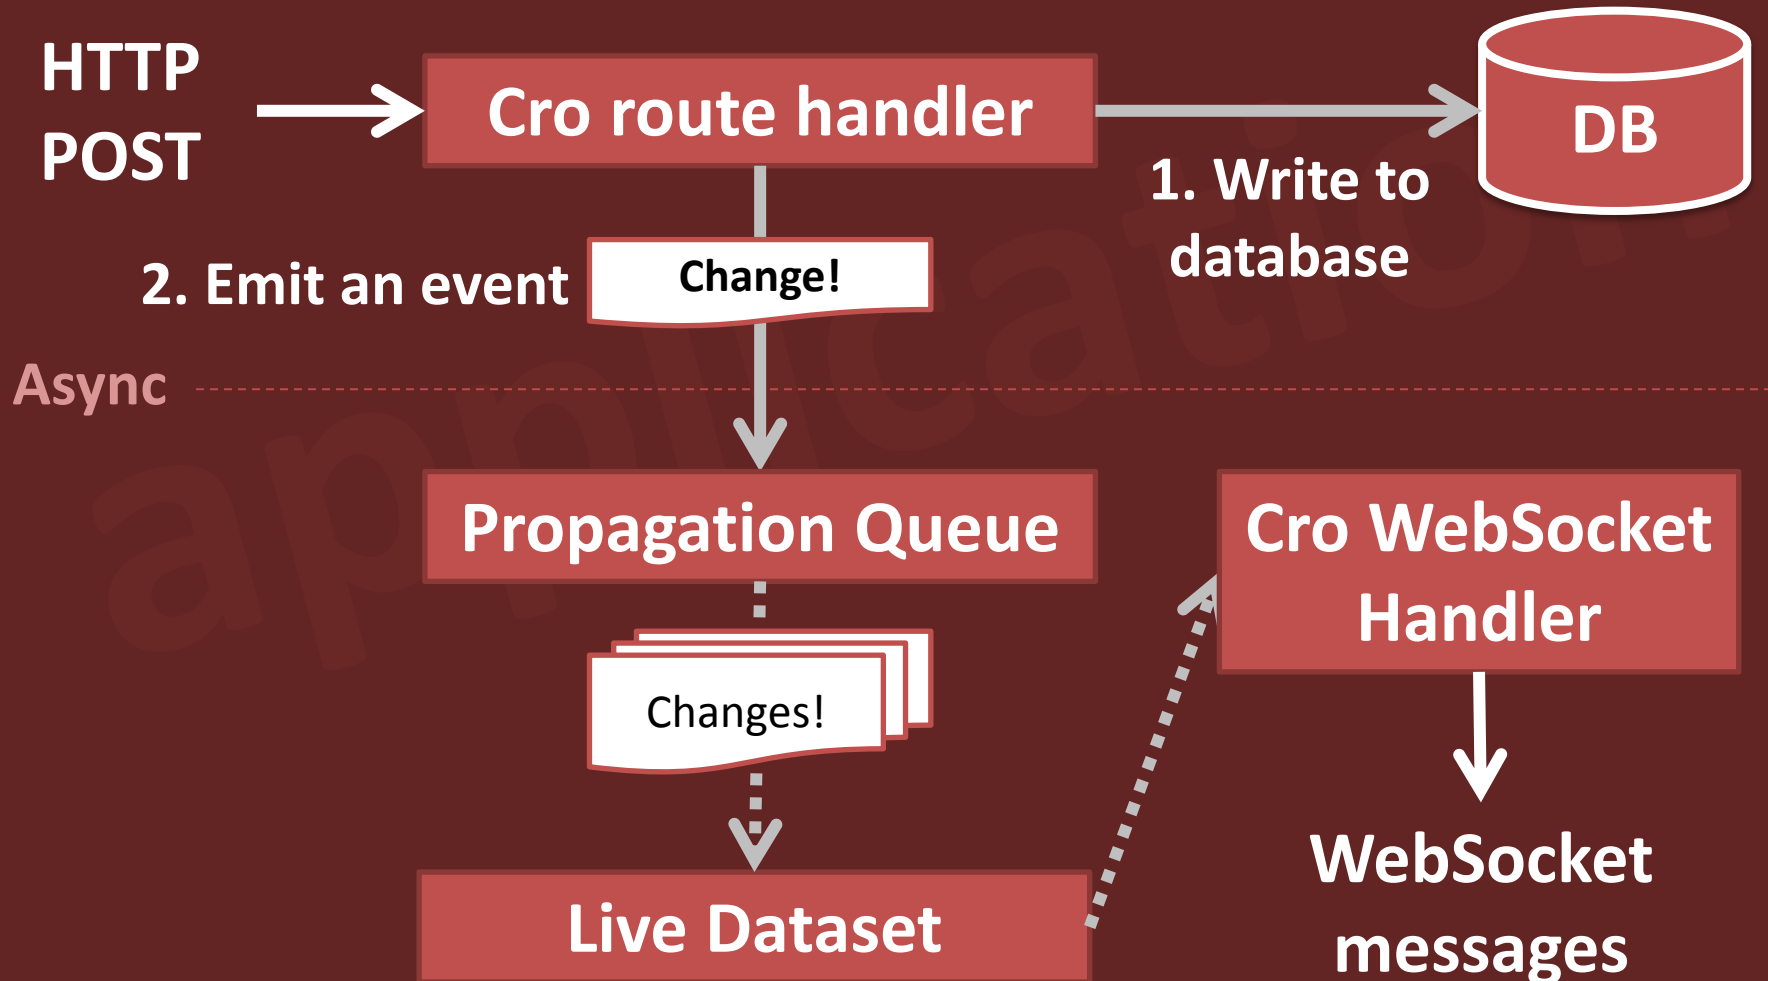 HTTP
POST
Cro route handler
DB
1. Write to
database
2. Emit an event
Change!
Async
application
Propagation Queue
Cro WebSocket
Handler
Changes!
Live Dataset
WebSocket
messages